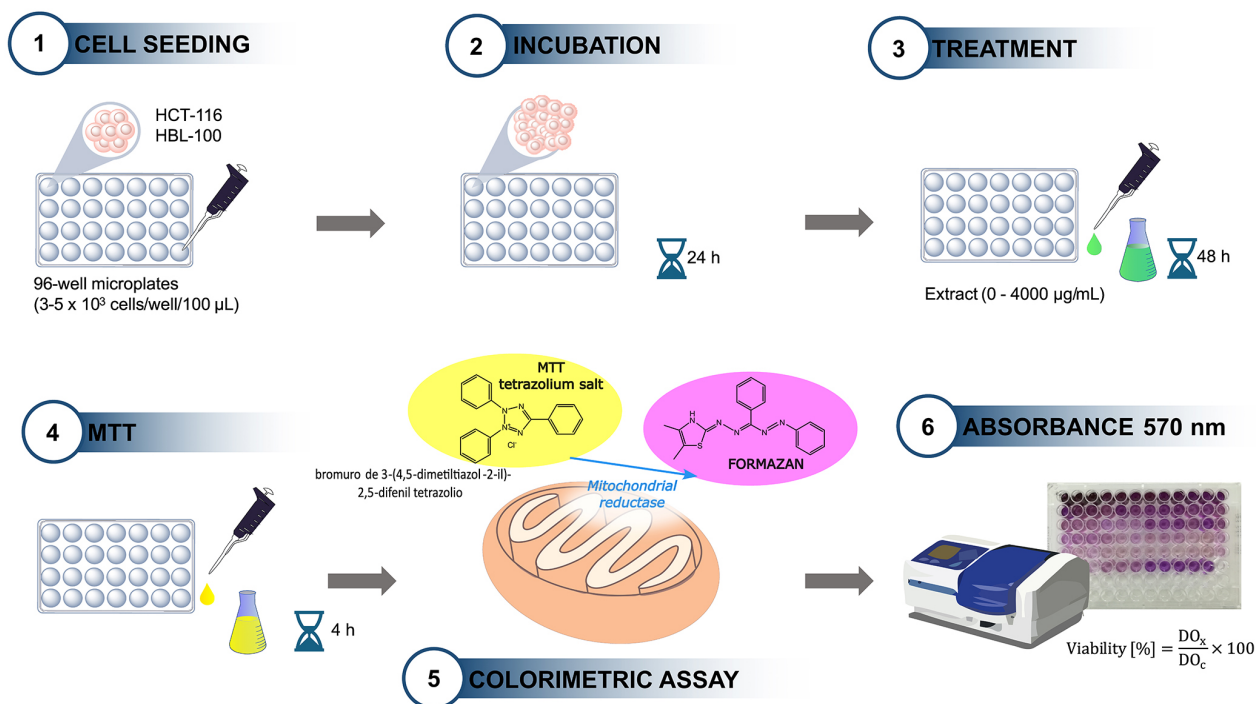 1 CELL SEEDING
HCT-116
HBL-100
96-well microplates
(3-5 x 10³ cells/well/100 µL)
2 INCUBATION
24 h
3 TREATMENT
Extract (0 - 4000 µg/mL)
48 h
4 MTT
4 h
MTT
tetrazolium salt
N N
N N⁺
Cl⁻
bromuro de 3-(4,5-dimetiltiazol-2-il)-
2,5-difenil tetrazolio
H
N
S
N
N
N
N
FORMAZAN
Mitochondrial
reductase
5 COLORIMETRIC ASSAY
6 ABSORBANCE 570 nm
Viability [%] = DOₓ/DO꜀ × 100